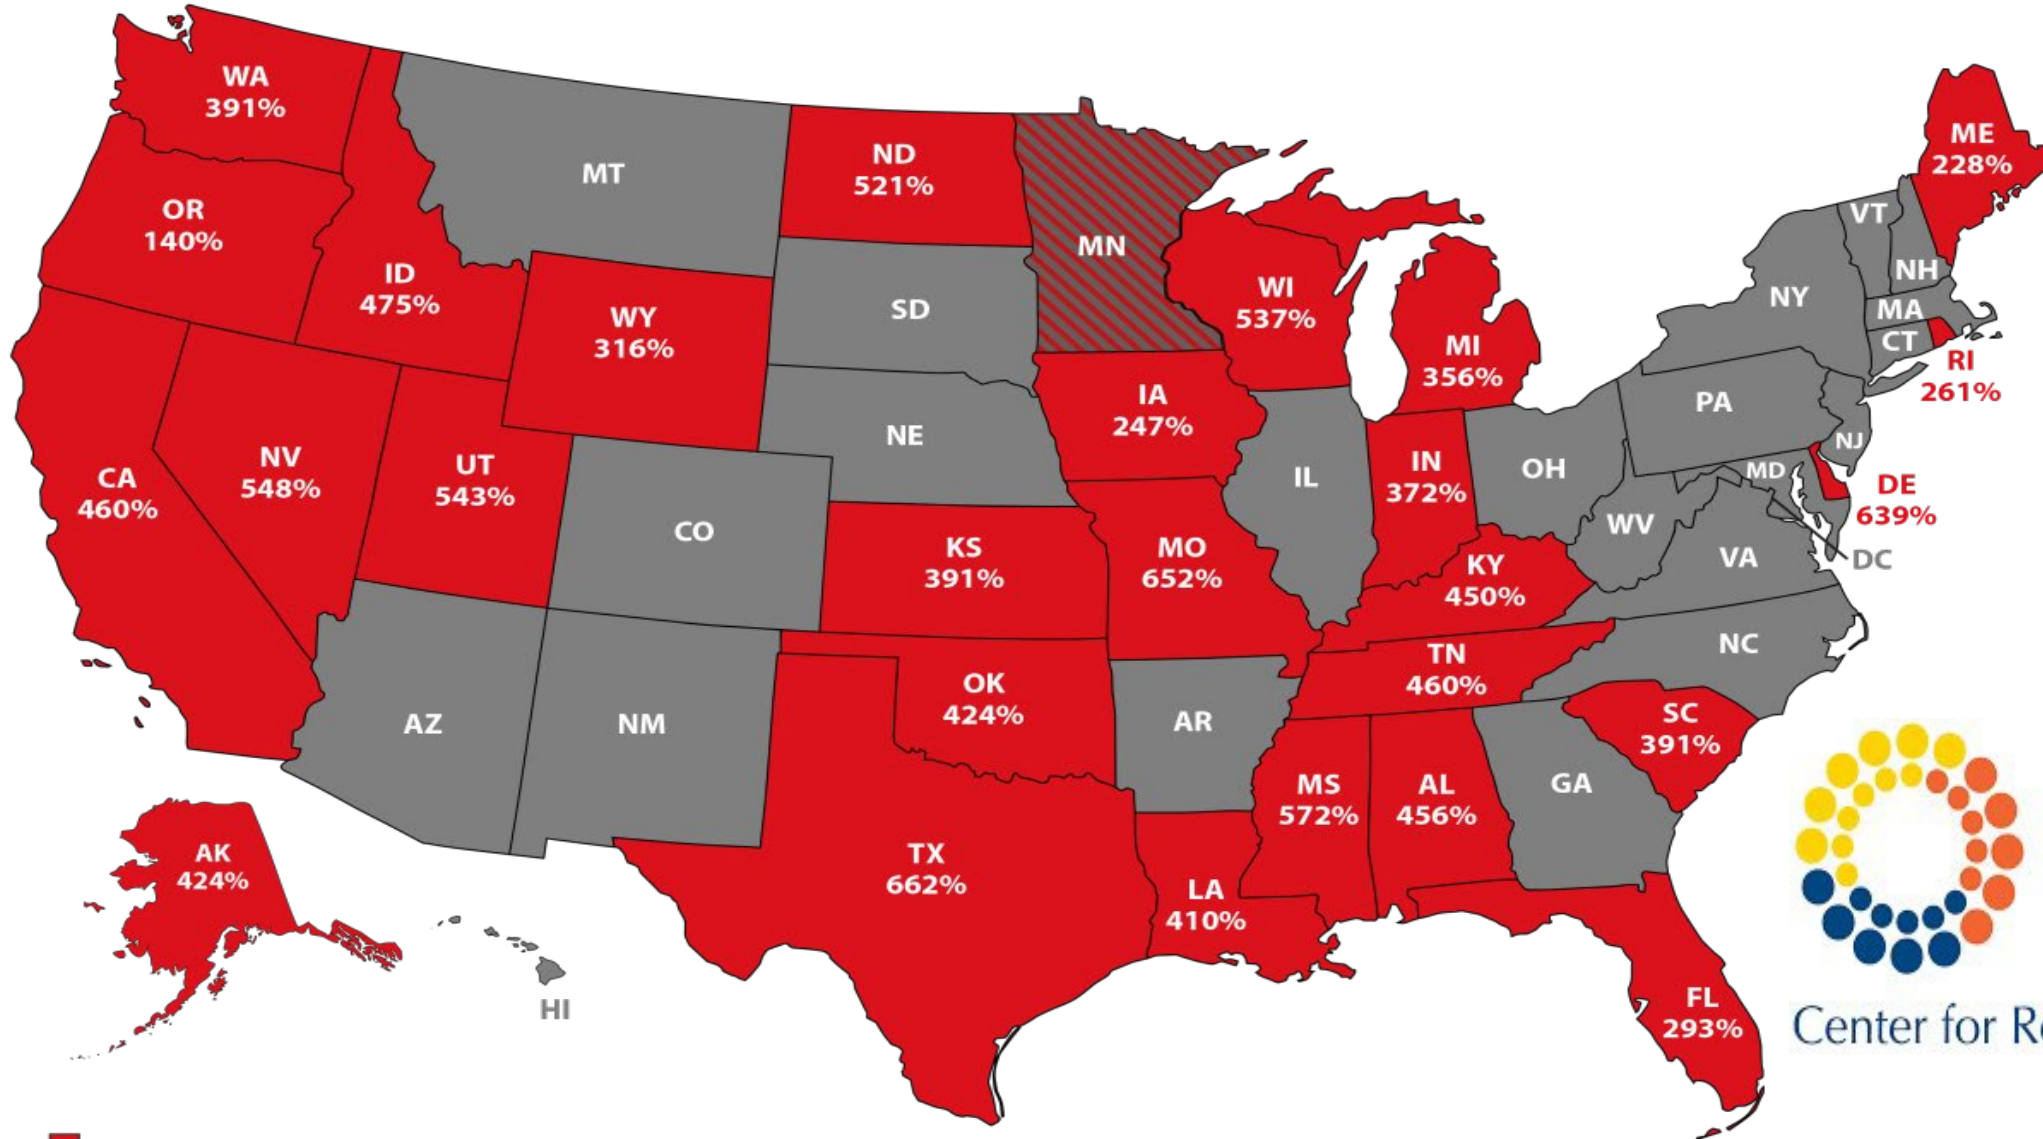 WA
391%
OR
140%
ID
475%
MT
ND
521%
MN
SD
WY
316%
WI
537%
MI
356%
ME
228%
VT
NH
NY
MA
CT
RI
261%
PA
NJ
IA
247%
NE
CA
460%
NV
548%
UT
543%
CO
KS
391%
MO
652%
IL
IN
372%
OH
WV
MD
DE
639%
DC
VA
KY
450%
NC
TN
460%
SC
391%
OK
424%
AR
AZ
NM
MS
572%
AL
456%
GA
TX
662%
LA
410%
FL
293%
AK
424%
HI
Center for R